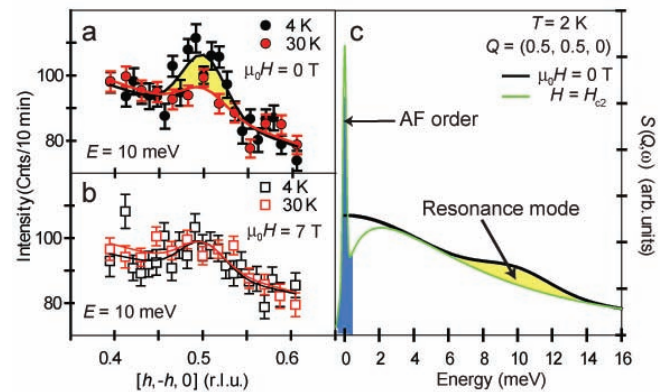 a
4 K
30 K
μ₀H = 0 T
E = 10 meV
100
80
b
4 K
30 K
μ₀H = 7 T
E = 10 meV
100
80
Intensity (Cnts/10 min)
0.4
0.5
0.6
[h,-h, 0] (r.l.u.)
c
T = 2 K
Q = (0.5, 0.5, 0)
μ₀H = 0 T
H = Hc2
AF order
Resonance mode
S(Q,ω) (arb.units)
0 2 4 6 8 10 12 14 16
Energy (meV)